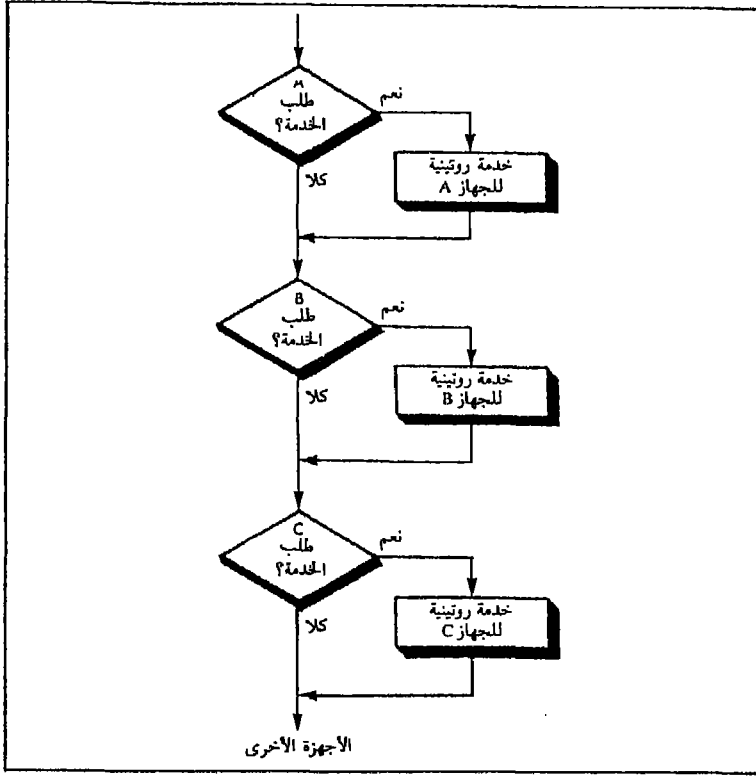 A
طلب
الخدمة؟
نعم
خدمة روتينية
للجهاز A
كلا
B
طلب
الخدمة؟
نعم
خدمة روتينية
للجهاز B
كلا
C
طلب
الخدمة؟
نعم
خدمة روتينية
للجهاز C
كلا
الأجهزة الأخرى